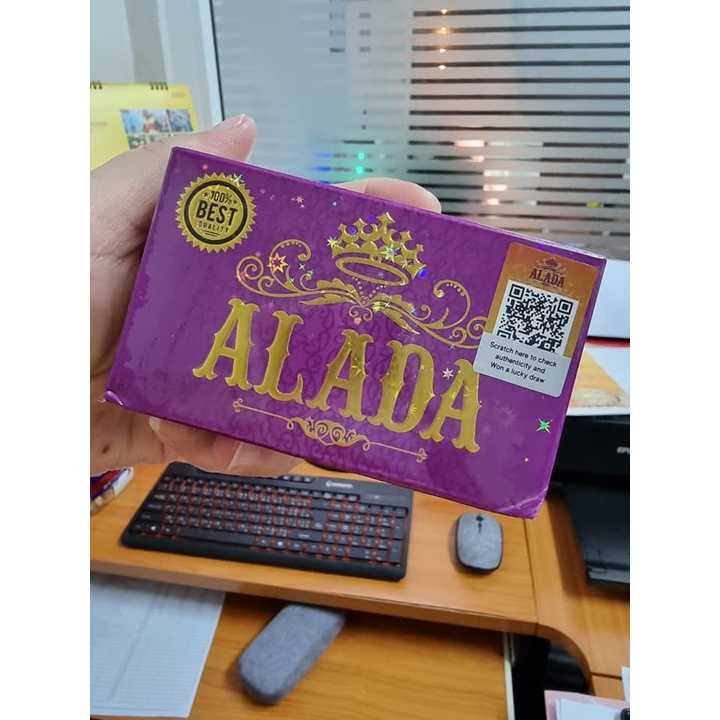 100%
BEST
QUALITY
ALADA
ALADA
Scratch here to check
authenticity and
Won a lucky draw